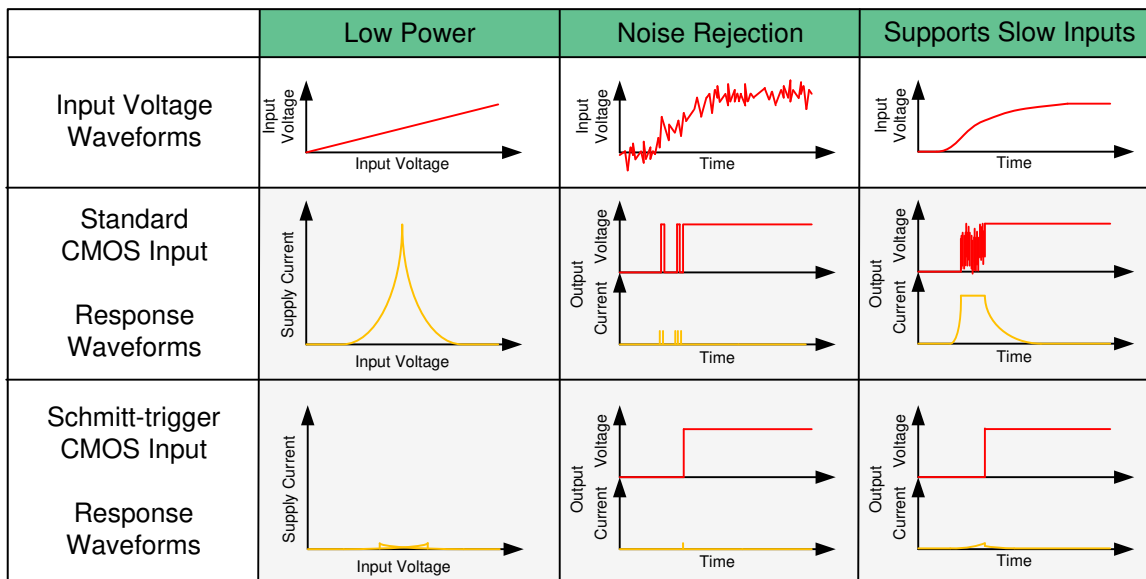 Low Power
Noise Rejection
Supports Slow Inputs
Input Voltage
Waveforms
Input
Voltage
Input Voltage
Input
Voltage
Time
Input
Voltage
Time
Standard
CMOS Input
Response
Waveforms
Supply Current
Input Voltage
Output
Voltage
Current
Time
Output
Voltage
Current
Time
Schmitt-trigger
CMOS Input
Response
Waveforms
Supply Current
Input Voltage
Output
Voltage
Current
Time
Output
Voltage
Current
Time